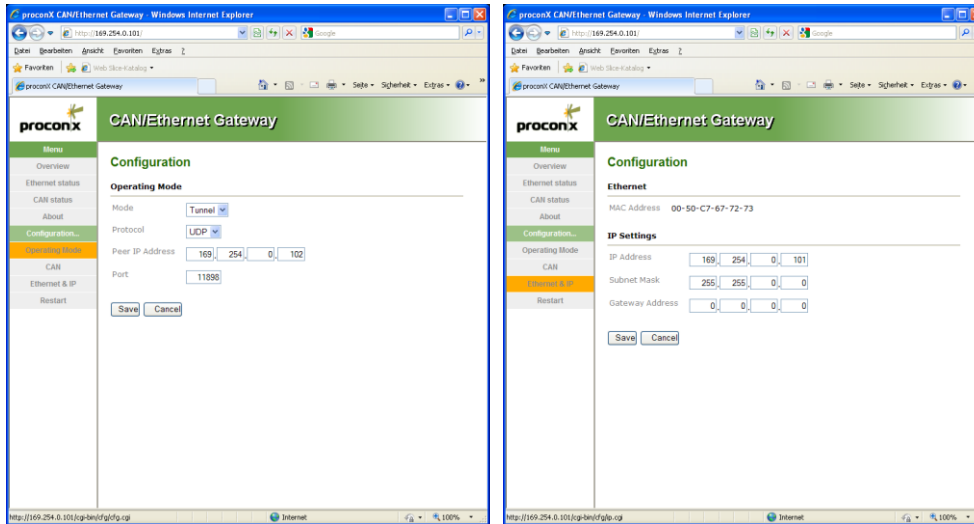 proconX CAN/Ethernet Gateway - Windows Internet Explorer
http://169.254.0.101/
Google
Datei Bearbeiten Ansicht Favoriten Extras ?
Favoriten Web Slice-Katalog
proconX CAN/Ethernet Gateway
Seite Sicherheit Extras
proconx
CAN/Ethernet Gateway
Menu
Overview
Ethernet status
CAN status
About
Configuration...
Operating Mode
CAN
Ethernet & IP
Restart
Configuration
Operating Mode
Mode Tunnel
Protocol UDP
Peer IP Address 169. 254. 0. 102
Port 11898
Save Cancel
http://169.254.0.101/cgi-bin/cfg/cfg.cgi Internet 100%
proconX CAN/Ethernet Gateway - Windows Internet Explorer
http://169.254.0.101/
Google
Datei Bearbeiten Ansicht Favoriten Extras ?
Favoriten Web Slice-Katalog
proconX CAN/Ethernet Gateway
Seite Sicherheit Extras
proconx
CAN/Ethernet Gateway
Menu
Overview
Ethernet status
CAN status
About
Configuration...
Operating Mode
CAN
Ethernet & IP
Restart
Configuration
Ethernet
MAC Address 00-50-C7-67-72-73
IP Settings
IP Address 169. 254. 0. 101
Subnet Mask 255. 255. 0. 0
Gateway Address 0. 0. 0. 0
Save Cancel
http://169.254.0.101/cgi-bin/cfg/ip.cgi Internet 100%